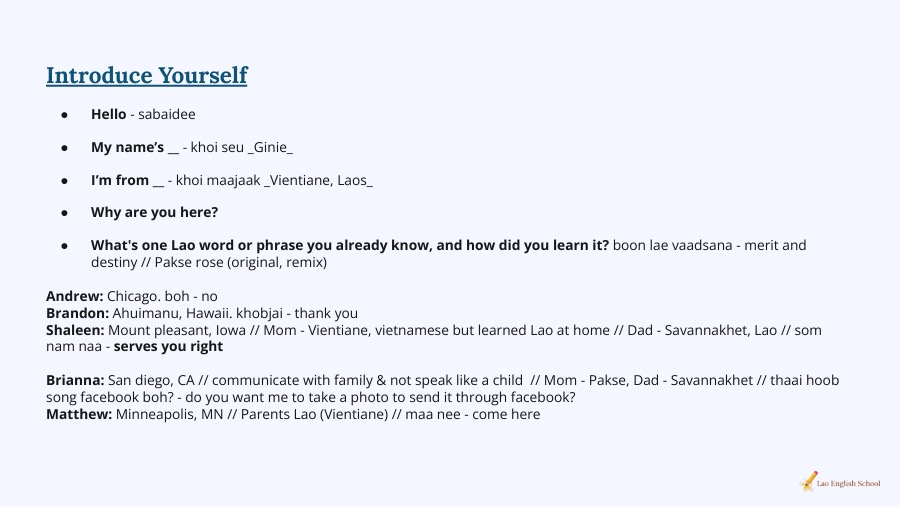 Introduce Yourself
● Hello - sabaidee
● My name’s __ - khoi seu _Ginie_
● I’m from __ - khoi maajaak _Vientiane, Laos_
● Why are you here?
● What's one Lao word or phrase you already know, and how did you learn it? boon lae vaadsana - merit and
destiny // Pakse rose (original, remix)
Andrew: Chicago. boh - no
Brandon: Ahuimanu, Hawaii. khobjai - thank you
Shaleen: Mount pleasant, Iowa // Mom - Vientiane, vietnamese but learned Lao at home // Dad - Savannakhet, Lao // som
nam naa - serves you right
Brianna: San diego, CA // communicate with family & not speak like a child // Mom - Pakse, Dad - Savannakhet // thaai hoob
song facebook boh? - do you want me to take a photo to send it through facebook?
Matthew: Minneapolis, MN // Parents Lao (Vientiane) // maa nee - come here
Lao English School